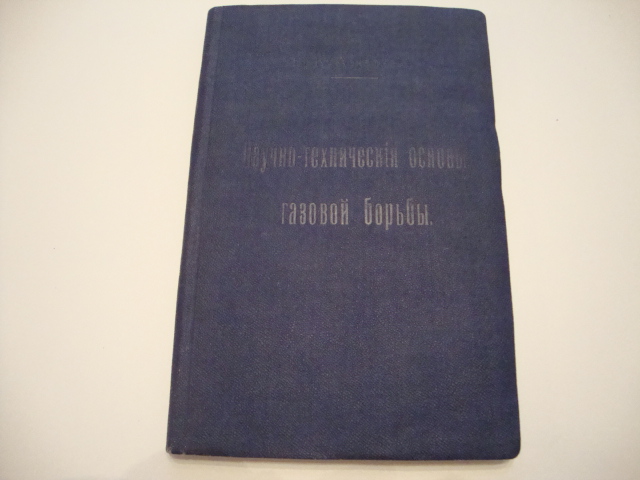 Научно-техническія основы
газовой борьбы.